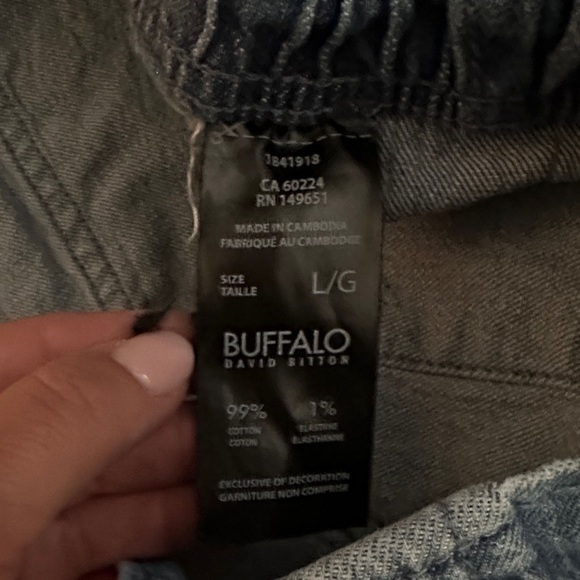 1841918
CA 60224
RN 149651
MADE IN CAMBODIA
FABRIQUÉ AU CAMBODGE
SIZE
TAILLE
L/G
BUFFALO
DAVID BITTON
99% 1%
COTTON ELASTANE
COTON ÉLASTHANNE
EXCLUSIVE OF DECORATION
GARNITURE NON COMPRISE